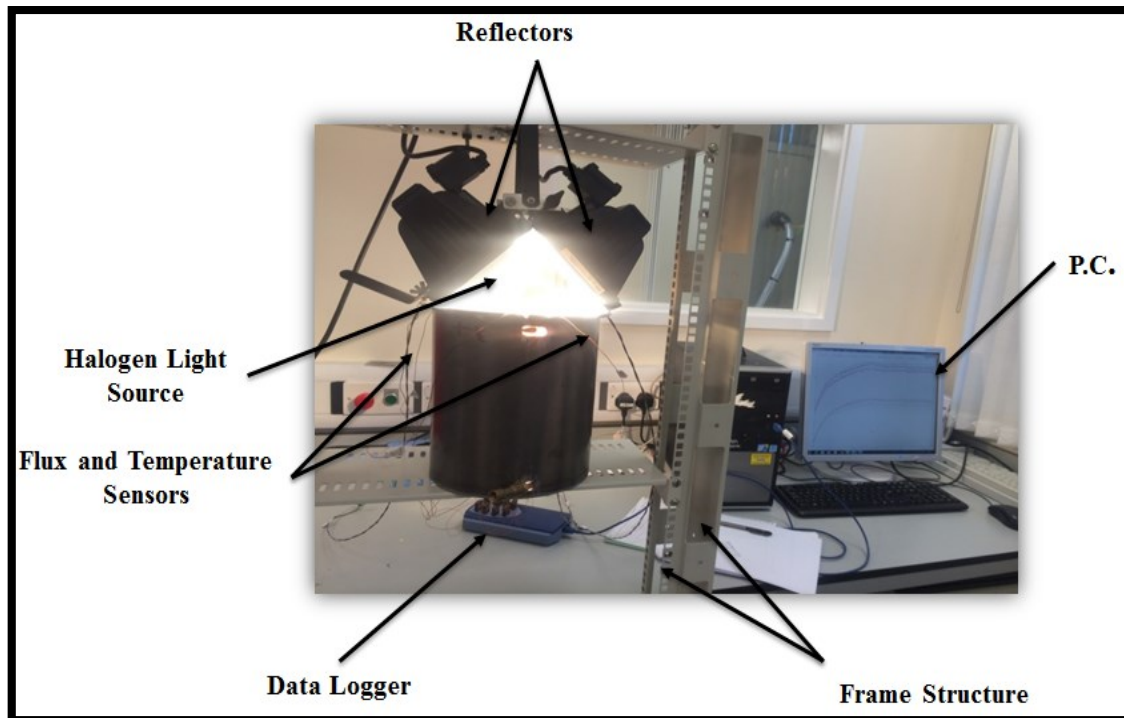 Reflectors
P.C.
Halogen Light
Source
Flux and Temperature
Sensors
Data Logger
Frame Structure